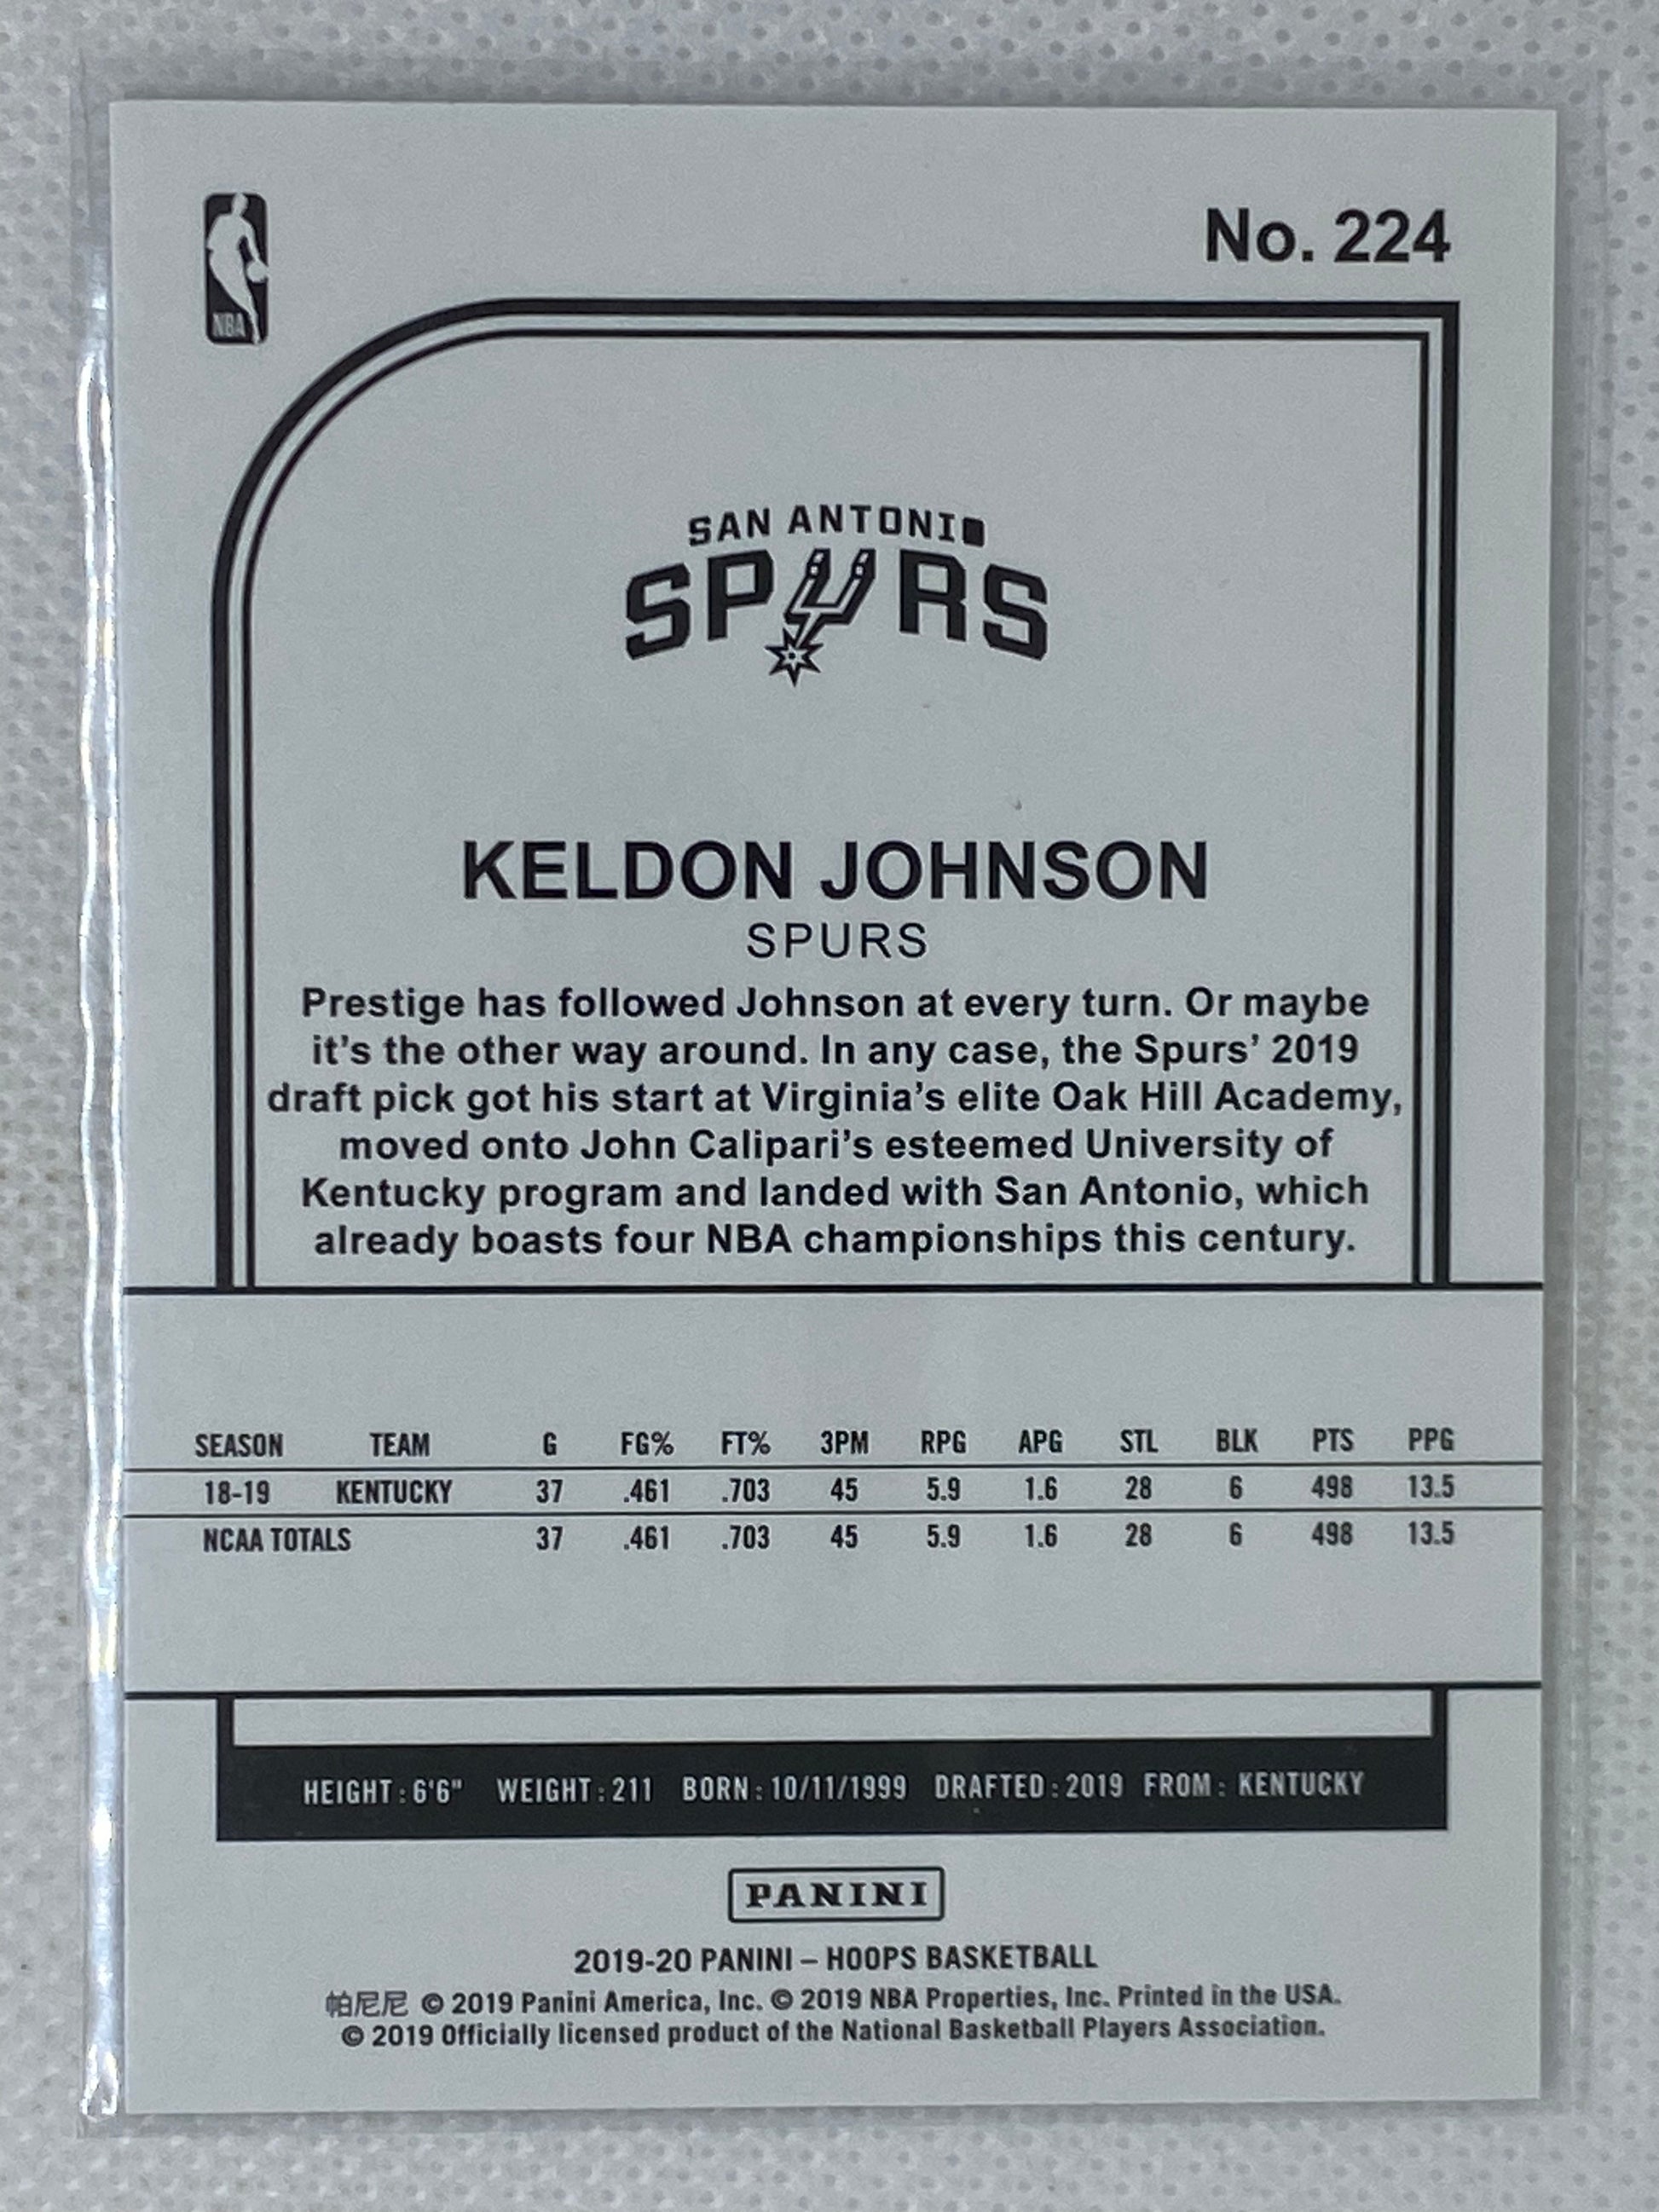 NBA
No. 224
SAN ANTONIO
SPURS
KELDON JOHNSON
SPURS
Prestige has followed Johnson at every turn. Or maybe
it's the other way around. In any case, the Spurs' 2019
draft pick got his start at Virginia's elite Oak Hill Academy,
moved onto John Calipari's esteemed University of
Kentucky program and landed with San Antonio, which
already boasts four NBA championships this century.
SEASON TEAM G FG% FT% 3PM RPG APG STL BLK PTS PPG
18-19 KENTUCKY 37 .461 .703 45 5.9 1.6 28 6 498 13.5
NCAA TOTALS 37 .461 .703 45 5.9 1.6 28 6 498 13.5
HEIGHT: 6'6" WEIGHT: 211 BORN: 10/11/1999 DRAFTED: 2019 FROM: KENTUCKY
PANINI
2019-20 PANINI – HOOPS BASKETBALL
帕尼尼 © 2019 Panini America, Inc. © 2019 NBA Properties, Inc. Printed in the USA.
© 2019 Officially licensed product of the National Basketball Players Association.